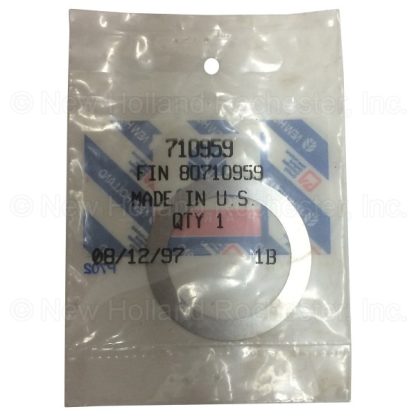 © New Holland Rochester, Inc.
710959
FIN 80710959
MADE IN U.S.
QTY 1
08/12/97 1B
P702
© New Holland Rochester, Inc.
© New Holland Rochester, Inc.